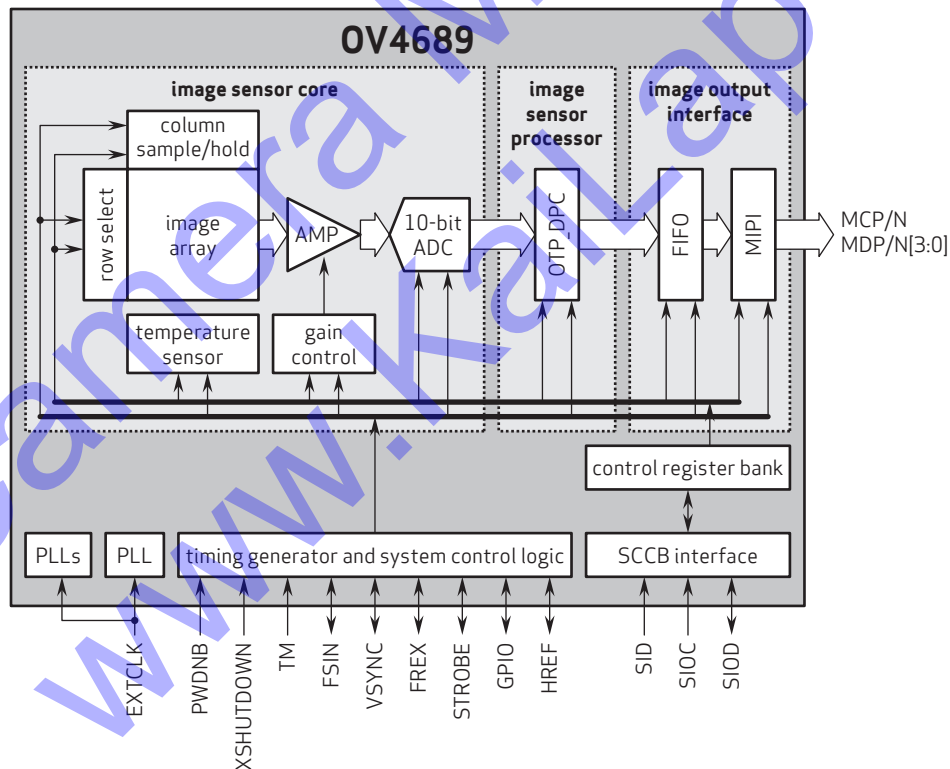 OV4689
image sensor core
image
sensor
processor
image output
interface
column
sample/hold
row select
image
array
AMP
10-bit
ADC
OTP_DPC
FIFO
MIPI
MCP/N
MDP/N[3:0]
temperature
sensor
gain
control
control register bank
PLLs
PLL
timing generator and system control logic
SCCB interface
EXTCLK
PWDNB
XSHUTDOWN
TM
FSIN
VSYNC
FREX
STROBE
GPIO
HREF
SID
SIOC
SIOD
www.KaiLap